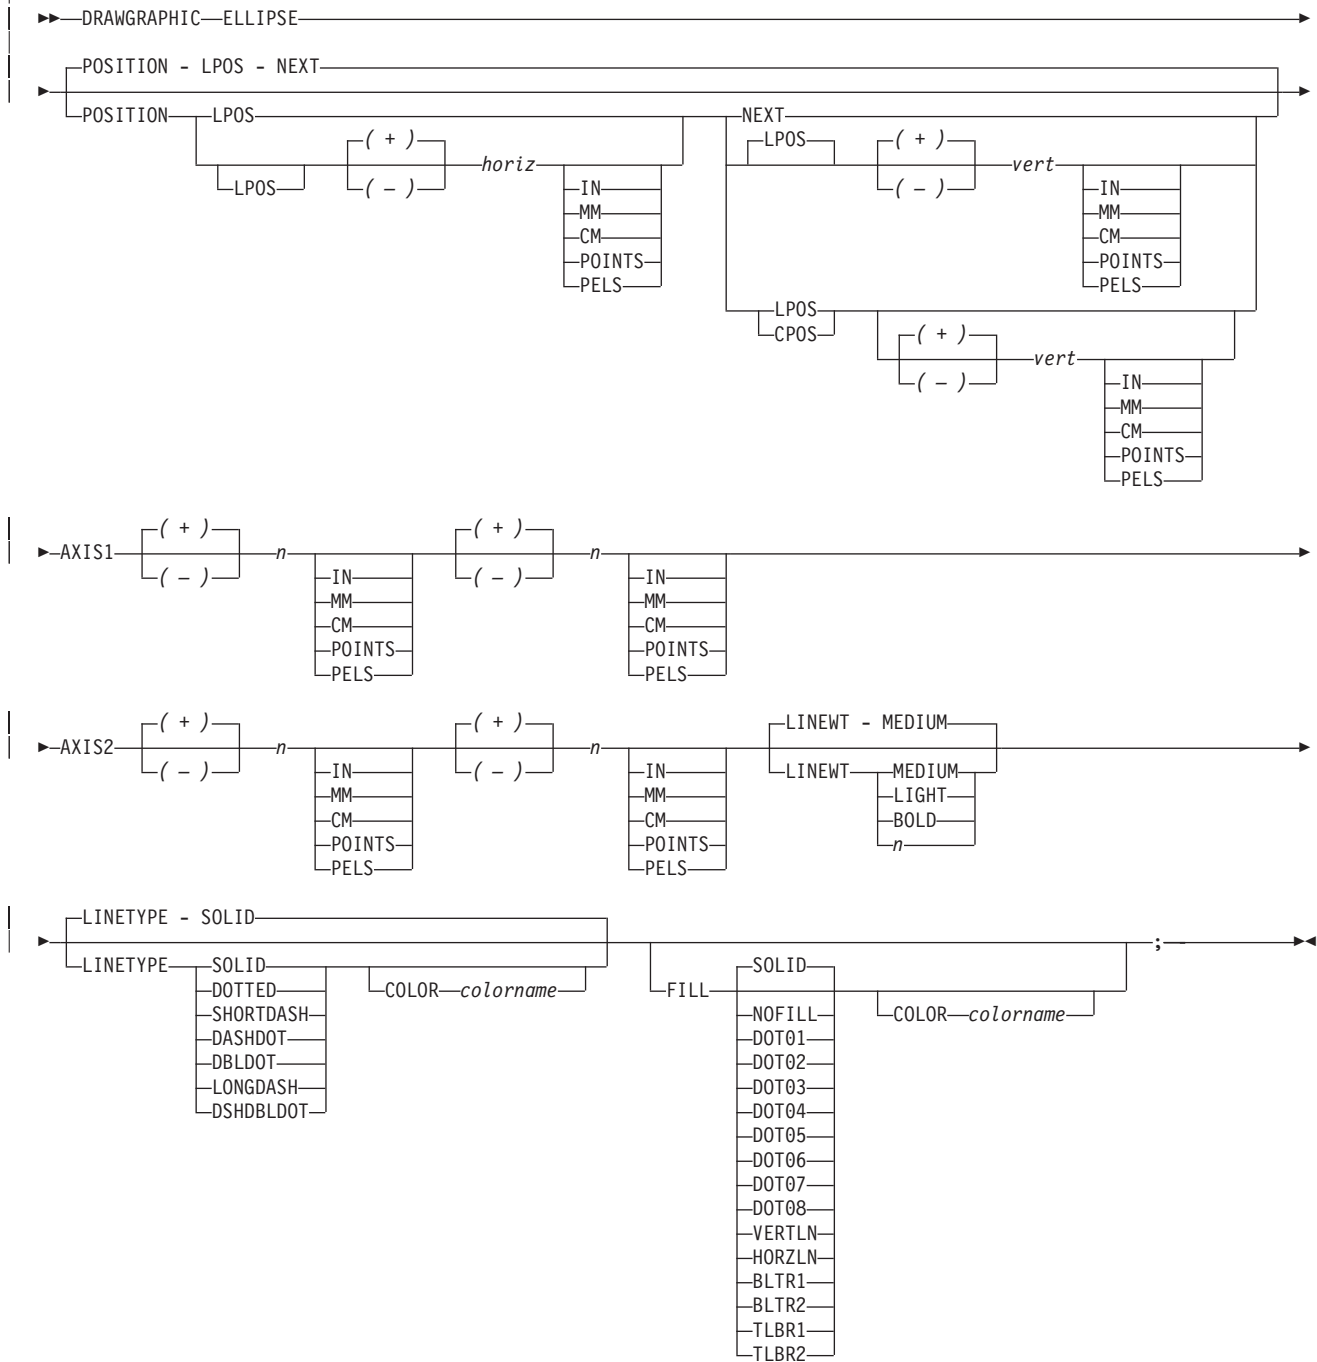 DRAWGRAPHIC ELLIPSE
POSITION - LPOS - NEXT
POSITION LPOS NEXT
( + ) LPOS ( + )
horiz vert
LPOS ( – ) IN ( – ) IN
MM MM
CM CM
POINTS POINTS
PELS PELS
LPOS
CPOS ( + )
vert
( – ) IN
MM
CM
POINTS
PELS
( + ) ( + )
AXIS1 n n
( – ) IN ( – ) IN
MM MM
CM CM
POINTS POINTS
PELS PELS
( + ) ( + ) LINEWT - MEDIUM
AXIS2 n n
( – ) IN ( – ) IN LINEWT MEDIUM
MM MM LIGHT
CM CM BOLD
POINTS POINTS n
PELS PELS
LINETYPE - SOLID
;
LINETYPE SOLID SOLID
DOTTED COLOR colorname FILL
SHORTDASH NOFILL COLOR colorname
DASHDOT DOT01
DBLDOT DOT02
LONGDASH DOT03
DSHDBLDOT DOT04
DOT05
DOT06
DOT07
DOT08
VERTLN
HORZLN
BLTR1
BLTR2
TLBR1
TLBR2